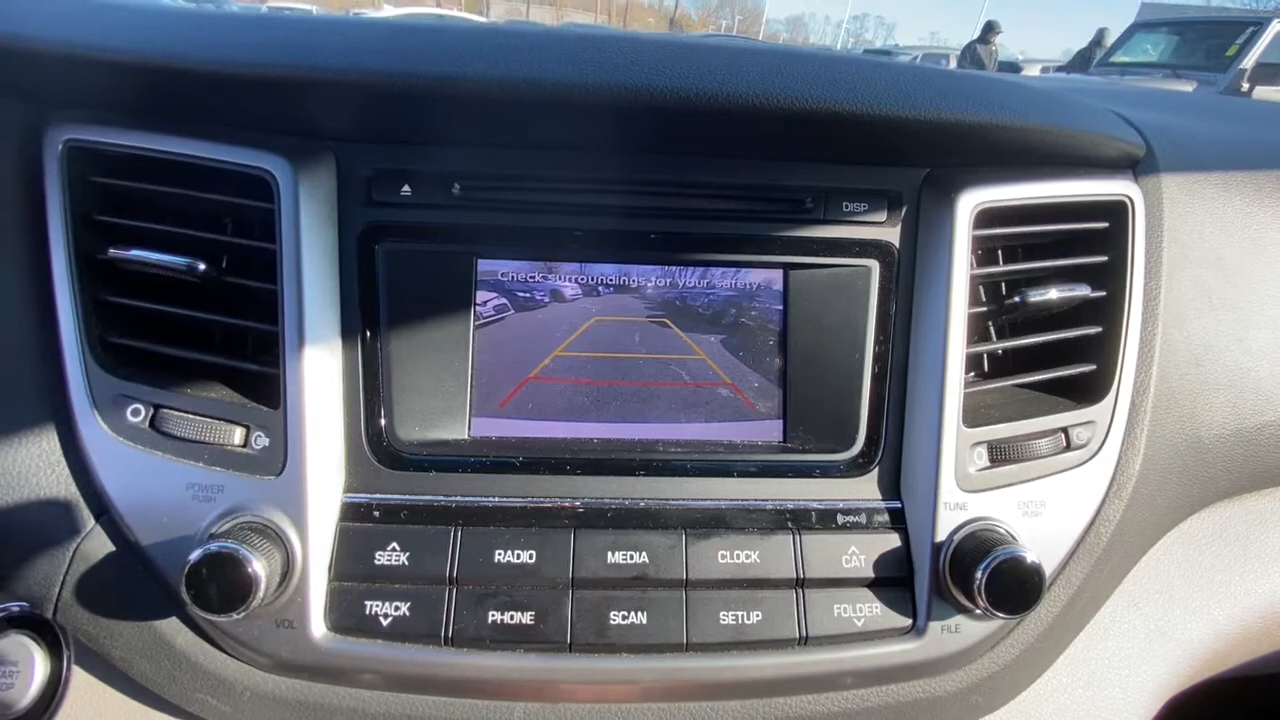 DISP
Check surroundings for your safety.
POWER
PUSH
VOL
TUNE
ENTER
PUSH
FILE
((SXM))
SEEK
RADIO
MEDIA
CLOCK
CAT
TRACK
PHONE
SCAN
SETUP
FOLDER